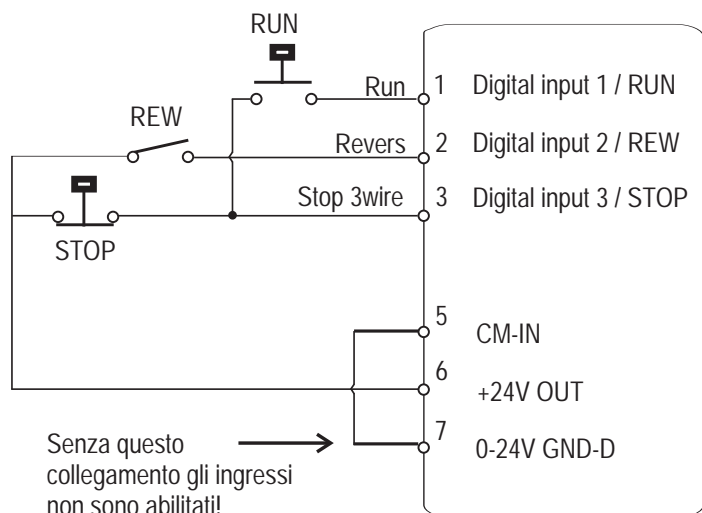 RUN
Run 1 Digital input 1 / RUN
REW
Revers 2 Digital input 2 / REW
Stop 3wire 3 Digital input 3 / STOP
STOP
5 CM-IN
6 +24V OUT
7 0-24V GND-D
Senza questo
collegamento gli ingressi
non sono abilitati!